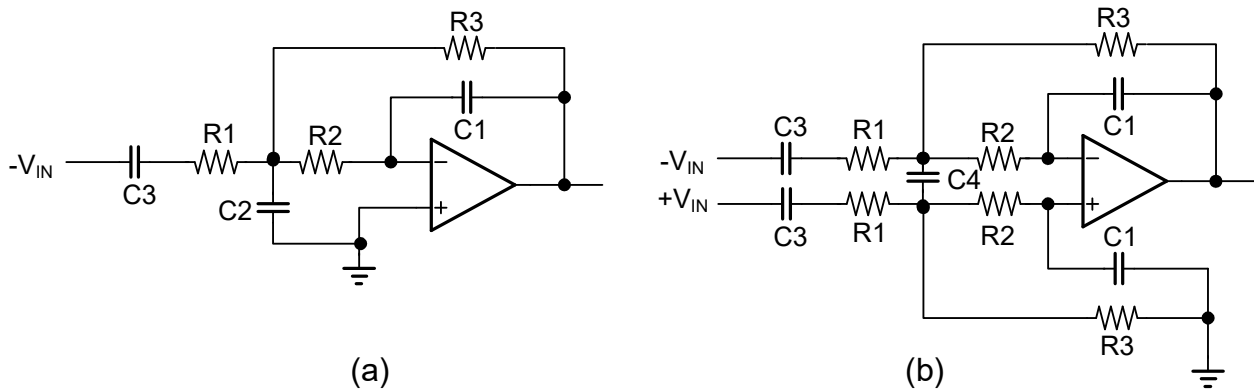 R3
C1
R1
R2
-VIN
C3
C2
−
+
(a)
R3
C1
C3
R1
R2
-VIN
C4
+VIN
−
+
C3
R1
R2
C1
R3
(b)